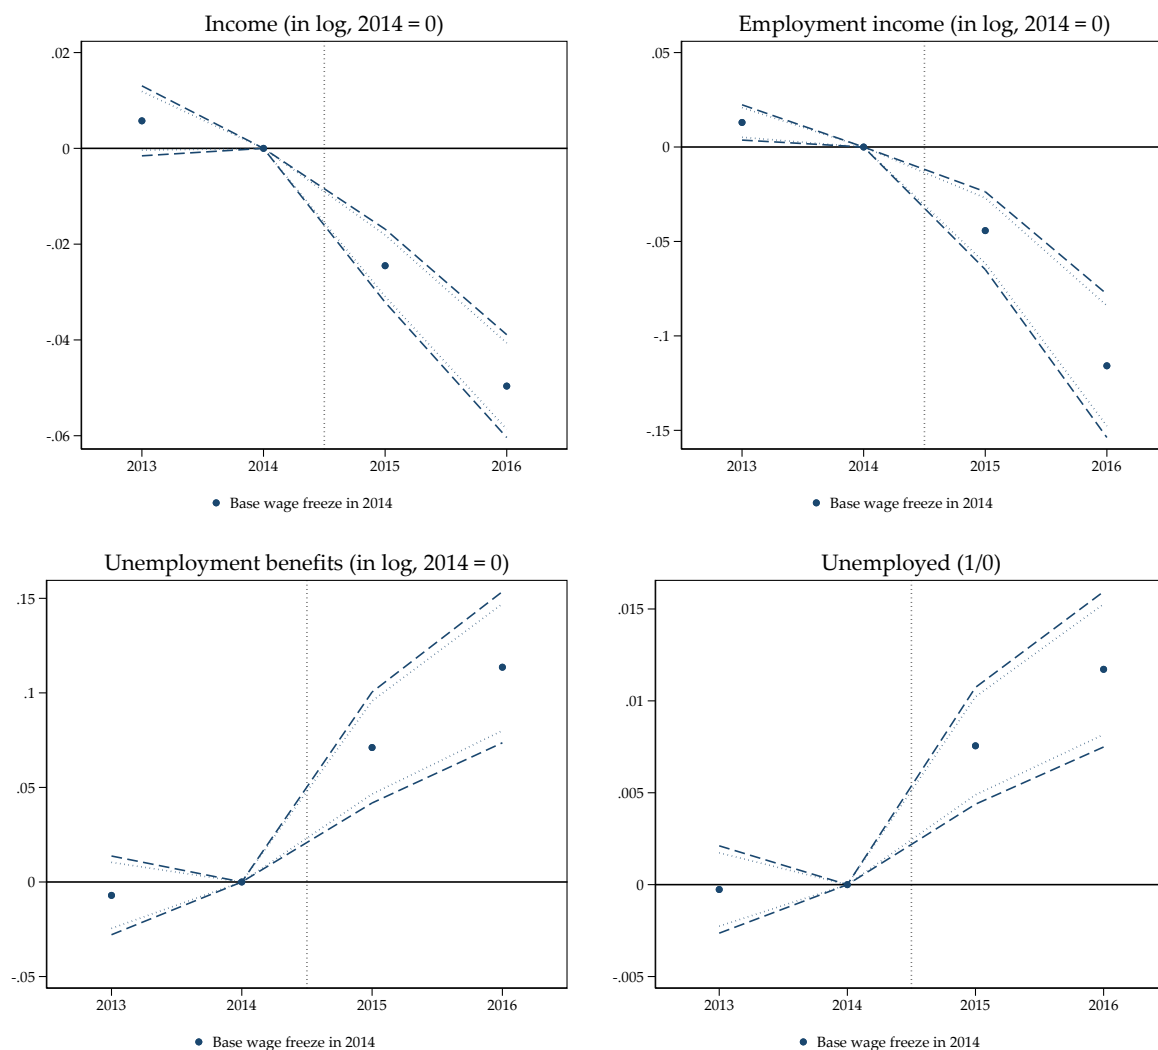 Income (in log, 2014 = 0)
.02
0
-.02
-.04
-.06
2013 2014 2015 2016
Base wage freeze in 2014
Employment income (in log, 2014 = 0)
.05
0
-.05
-.1
-.15
2013 2014 2015 2016
Base wage freeze in 2014
Unemployment benefits (in log, 2014 = 0)
.15
.1
.05
0
-.05
2013 2014 2015 2016
Base wage freeze in 2014
Unemployed (1/0)
.015
.01
.005
0
-.005
2013 2014 2015 2016
Base wage freeze in 2014